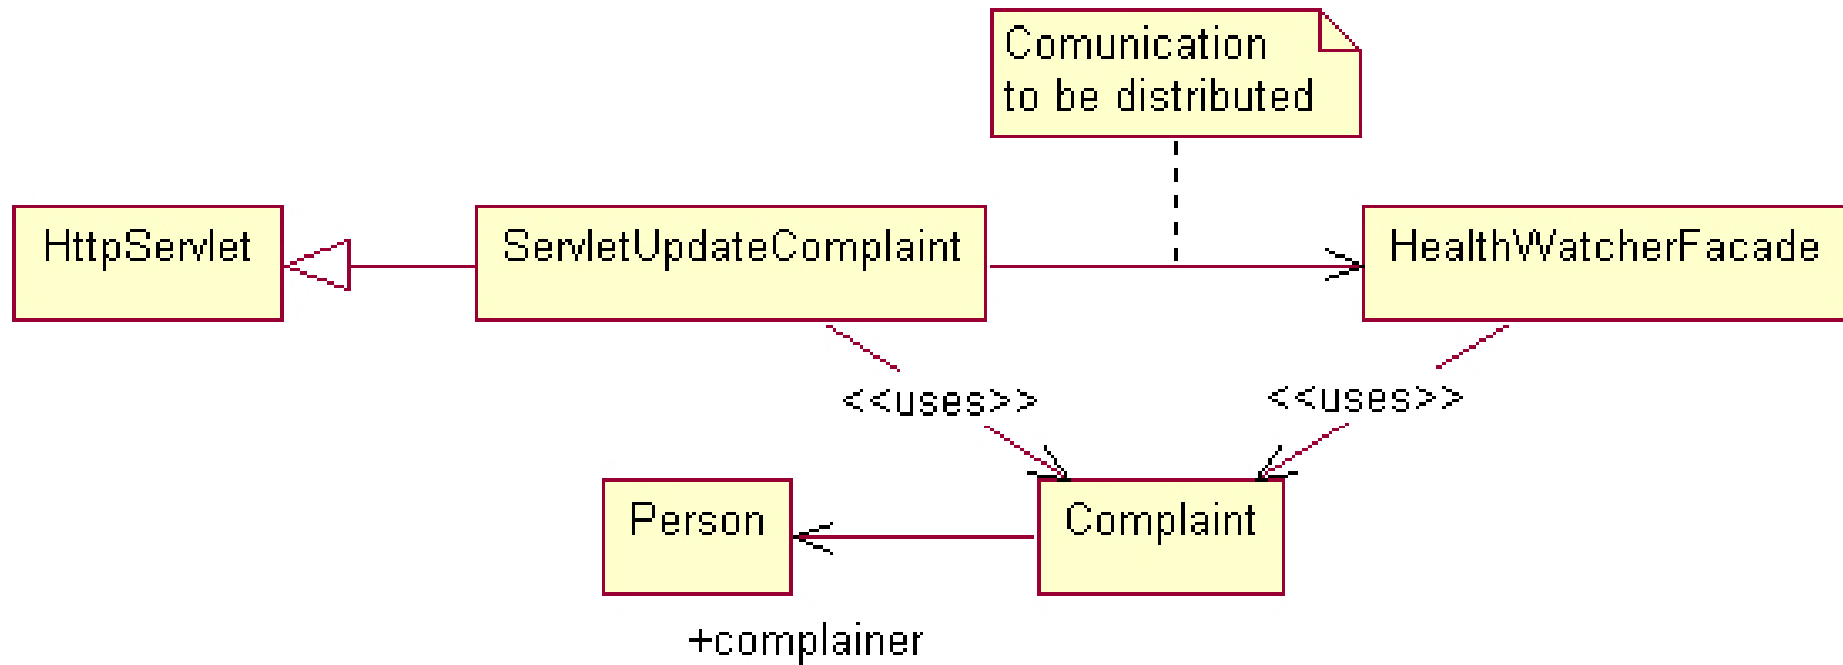 Comunication
to be distributed
HttpServlet
ServletUpdateComplaint
HealthWatcherFacade
<<uses>>
<<uses>>
Person
Complaint
+complainer